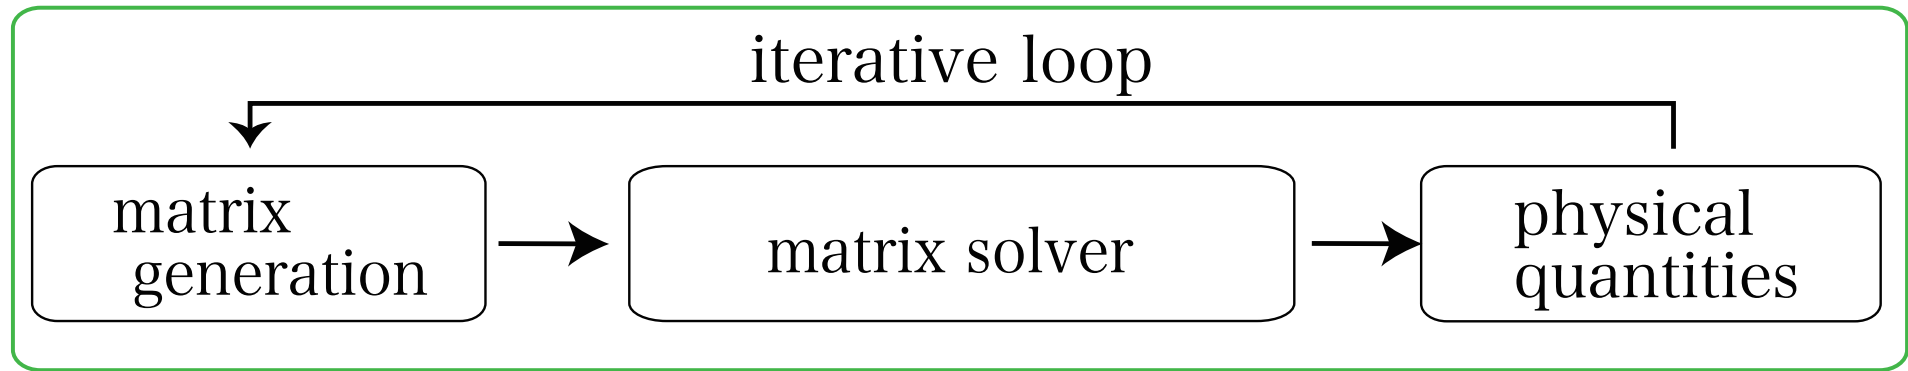 iterative loop
matrix
generation
matrix solver
physical
quantities